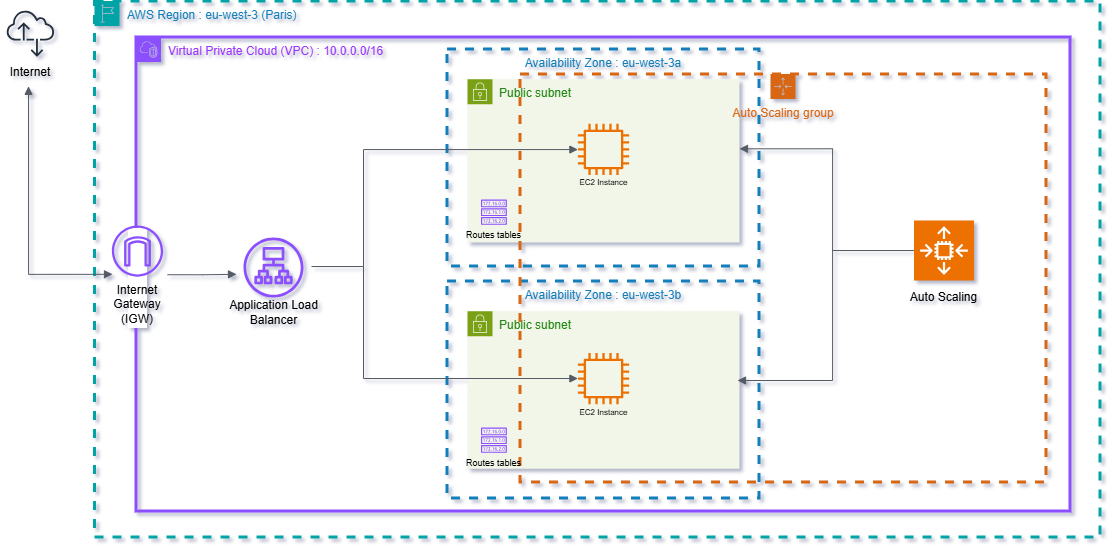 AWS Region : eu-west-3 (Paris)
Virtual Private Cloud (VPC) : 10.0.0.0/16
Internet
Availability Zone : eu-west-3a
Public subnet
Auto Scaling group
EC2 Instance
Routes tables
Internet
Gateway
(IGW)
Application Load
Balancer
Auto Scaling
Availability Zone : eu-west-3b
Public subnet
EC2 Instance
Routes tables